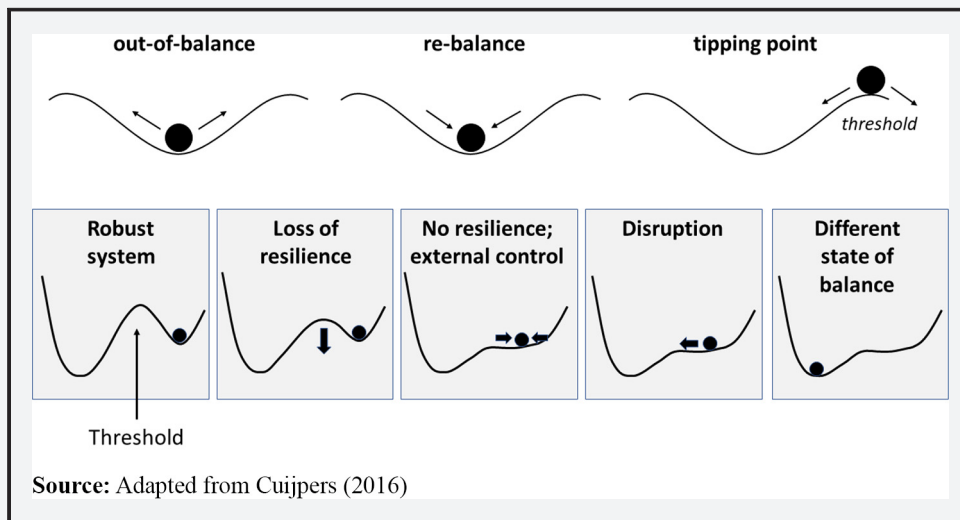 out-of-balance
re-balance
tipping point
threshold
Robust
system
Loss of
resilience
No resilience;
external control
Disruption
Different
state of
balance
Threshold
Source: Adapted from Cuijpers (2016)